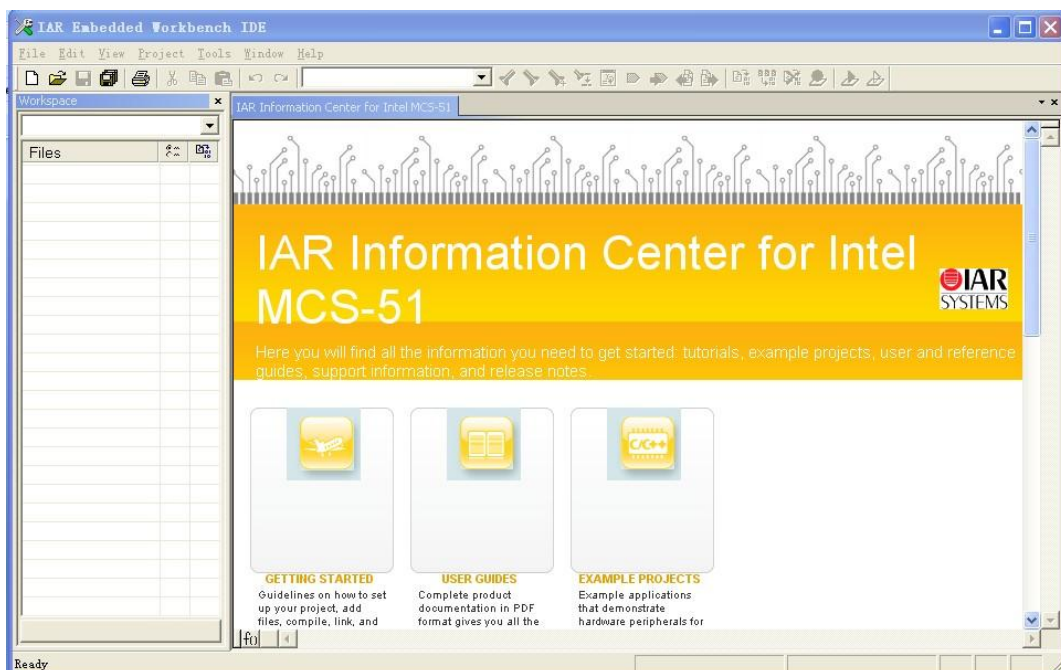 IAR Embedded Workbench IDE
File Edit View Project Tools Window Help
Workspace
IAR Information Center for Intel MCS-51
Files
IAR Information Center for Intel
MCS-51
IAR
SYSTEMS
Here you will find all the information you need to get started: tutorials, example projects, user and reference
guides, support information, and release notes.
C/C++
GETTING STARTED
Guidelines on how to set
up your project, add
files, compile, link, and
USER GUIDES
Complete product
documentation in PDF
format gives you all the
EXAMPLE PROJECTS
Example applications
that demonstrate
hardware peripherals for
Ready